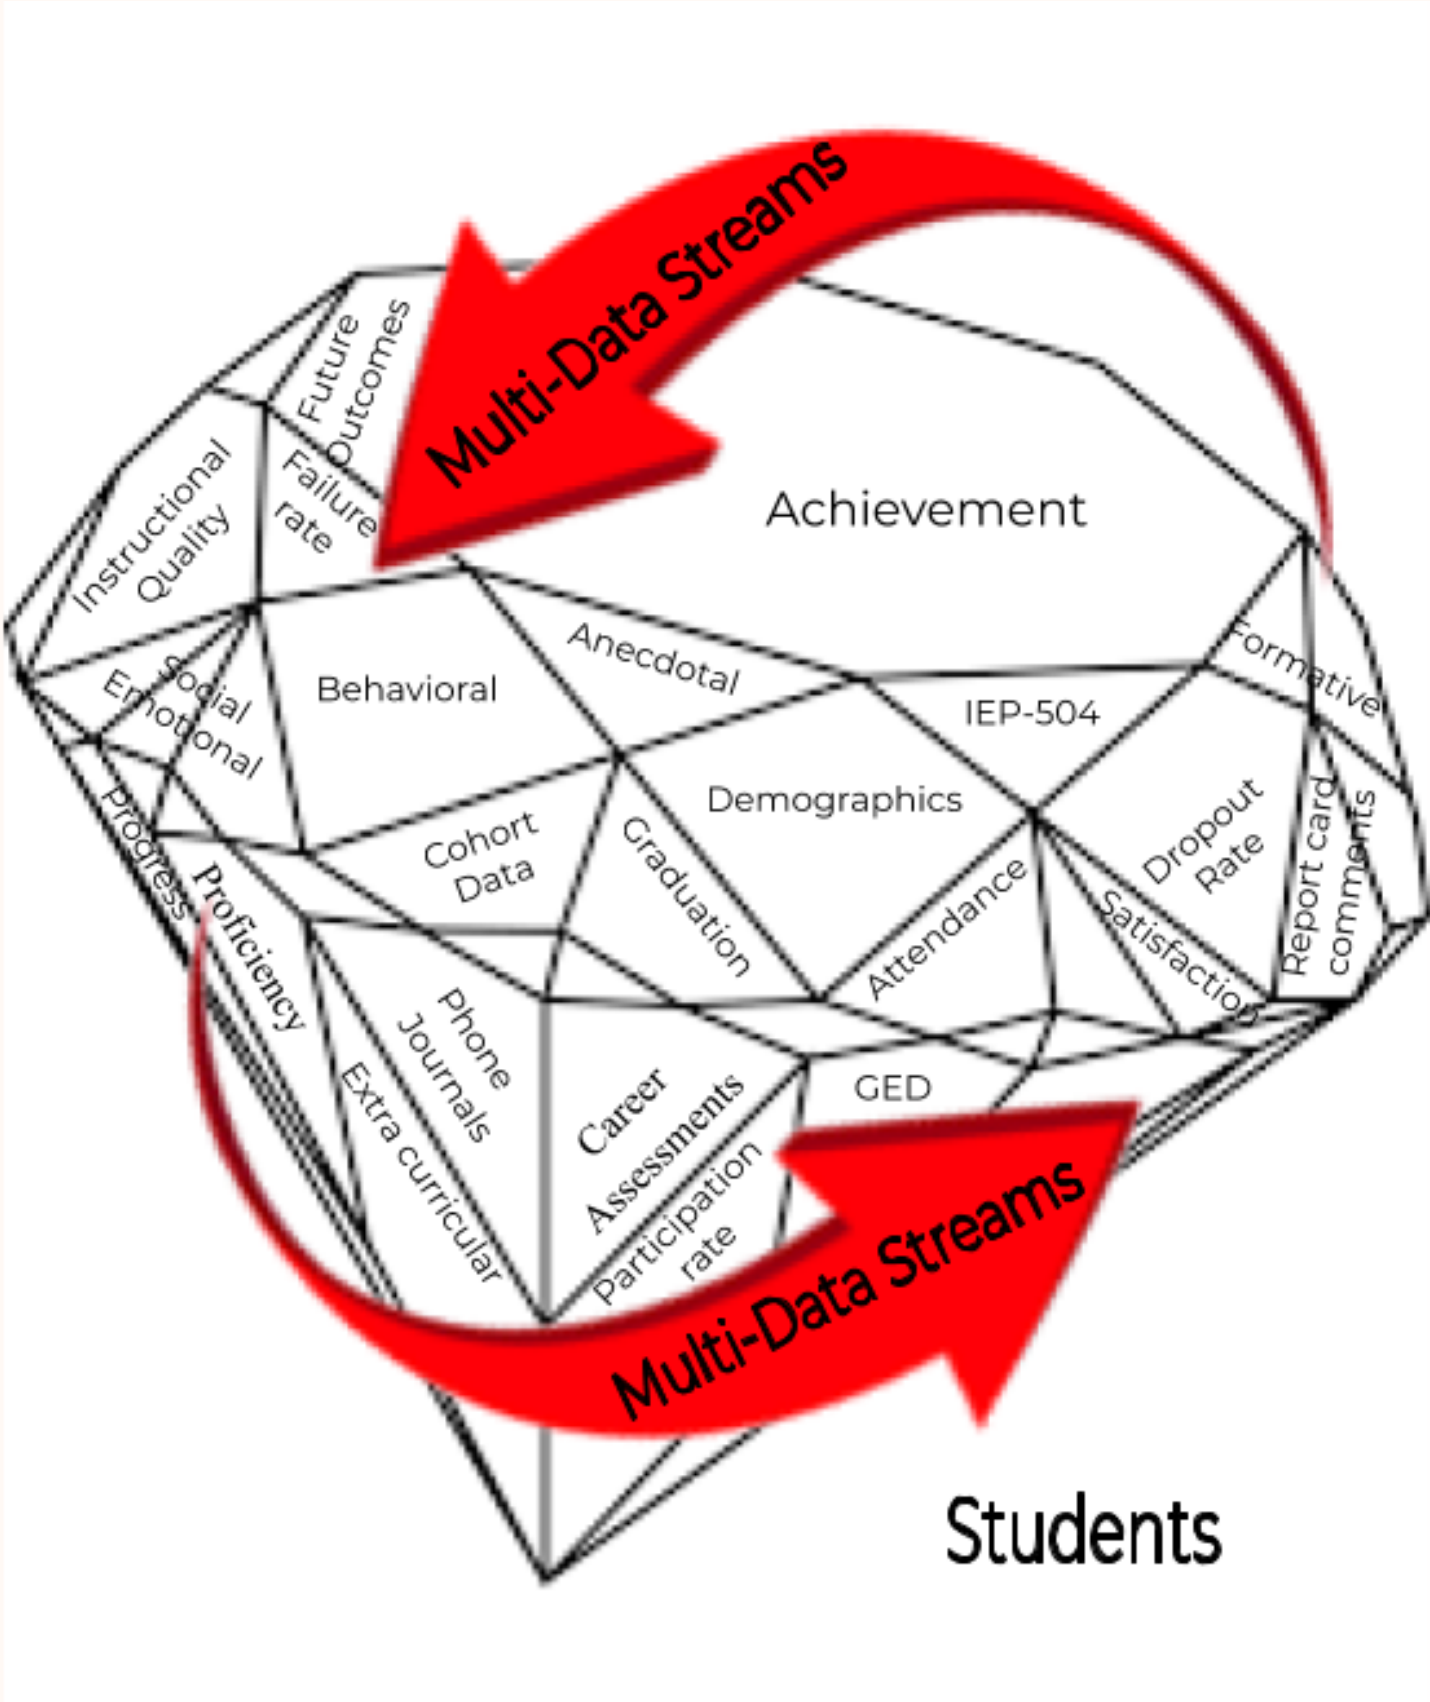 Multi-Data Streams
Future
Outcomes
Failure
rate
Instructional
Quality
Achievement
Social
Emotional
Behavioral
Anecdotal
IEP-504
Formative
Progress
Proficiency
Cohort
Data
Graduation
Demographics
Attendance
Satisfaction
Dropout
Rate
Report card
comments
Phone
Journals
Extra curricular
Career
Assessments
Participation
rate
GED
Multi-Data Streams
Students